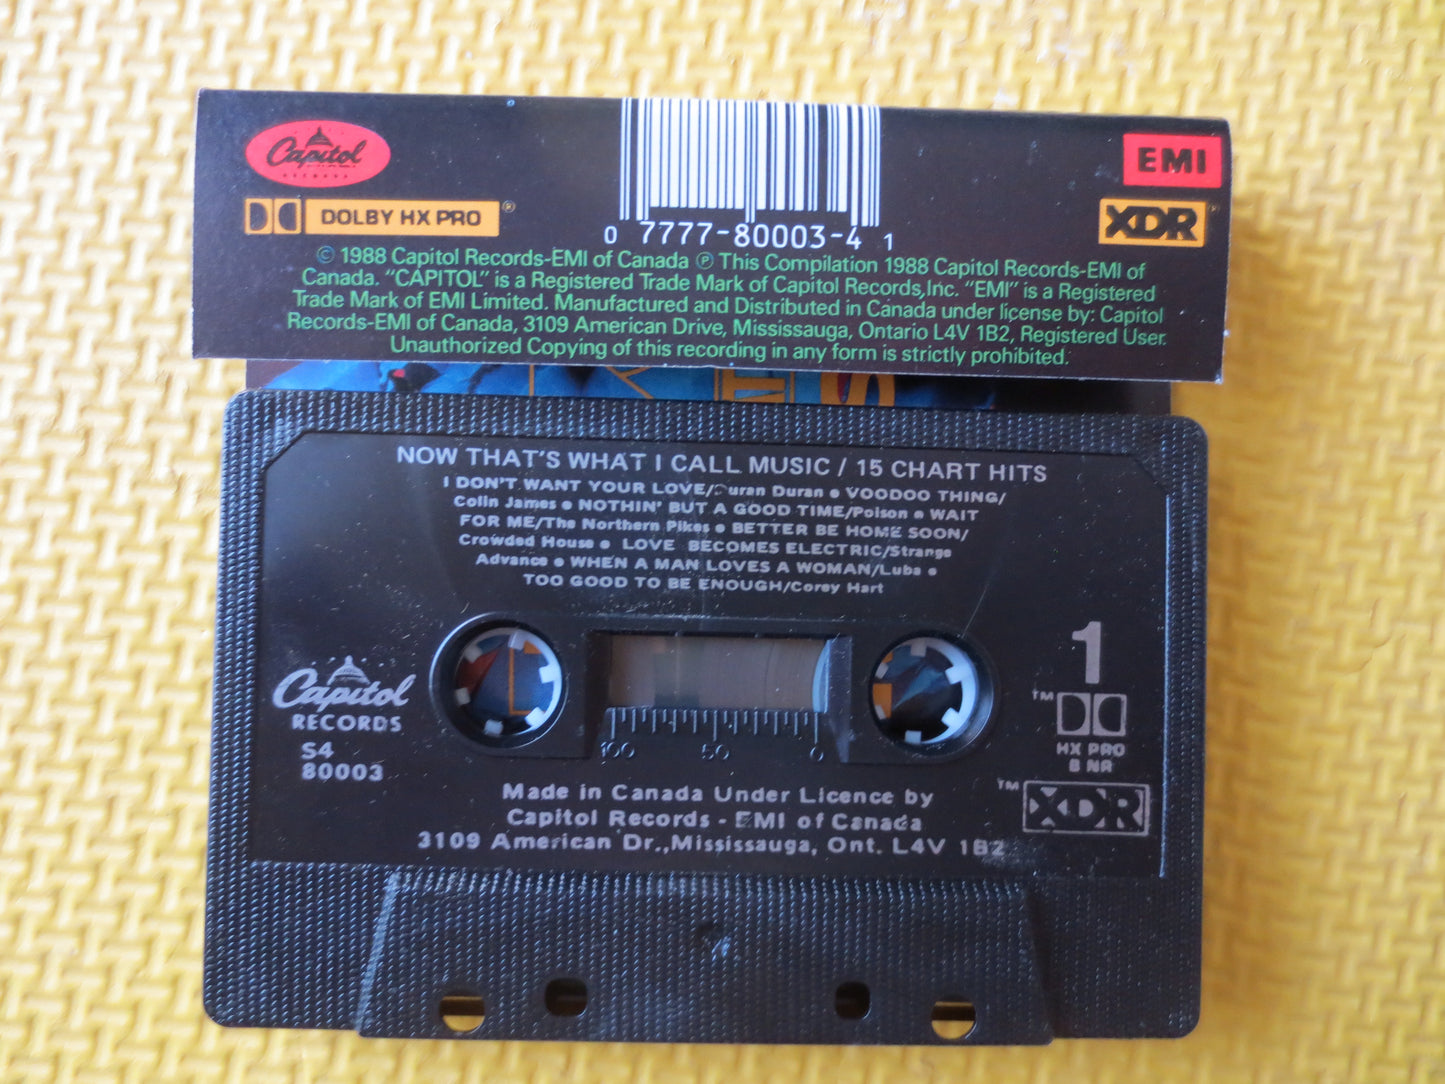 Capitol
RECORDS
EMI
DOLBY HX PRO ®
XDR
0 7777-80003-4 1
© 1988 Capitol Records-EMI of Canada ℗ This Compilation 1988 Capitol Records-EMI of
Canada. "CAPITOL" is a Registered Trade Mark of Capitol Records, Inc. "EMI" is a Registered
Trade Mark of EMI Limited. Manufactured and Distributed in Canada under license by: Capitol
Records-EMI of Canada, 3109 American Drive, Mississauga, Ontario L4V 1B2, Registered User.
Unauthorized Copying of this recording in any form is strictly prohibited.
NOW THAT'S WHAT I CALL MUSIC / 15 CHART HITS
I DON'T WANT YOUR LOVE/Duran Duran • VOODOO THING/
Colin James • NOTHIN' BUT A GOOD TIME/Poison • WAIT
FOR ME/The Northern Pikes • BETTER BE HOME SOON/
Crowded House • LOVE BECOMES ELECTRIC/Strange
Advance • WHEN A MAN LOVES A WOMAN/Luba •
TOO GOOD TO BE ENOUGH/Corey Hart
1
Capitol
RECORDS
S4
80003
100 50 0
™
HX PRO
B NR
™ XDR
Made in Canada Under Licence by
Capitol Records - EMI of Canada
3109 American Dr., Mississauga, Ont. L4V 1B2